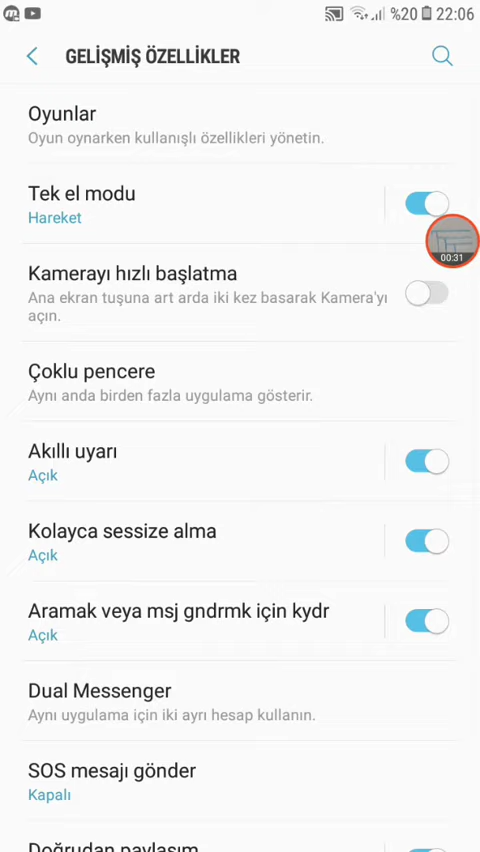 %20 22:06
GELİŞMİŞ ÖZELLİKLER
Oyunlar
Oyun oynarken kullanışlı özellikleri yönetin.
Tek el modu
Hareket
00:31
Kamerayı hızlı başlatma
Ana ekran tuşuna art arda iki kez basarak Kamera'yı
açın.
Çoklu pencere
Aynı anda birden fazla uygulama gösterir.
Akıllı uyarı
Açık
Kolayca sessize alma
Açık
Aramak veya msj gndrmk için kydr
Açık
Dual Messenger
Aynı uygulama için iki ayrı hesap kullanın.
SOS mesajı gönder
Kapalı
Doğrudan paylaşım